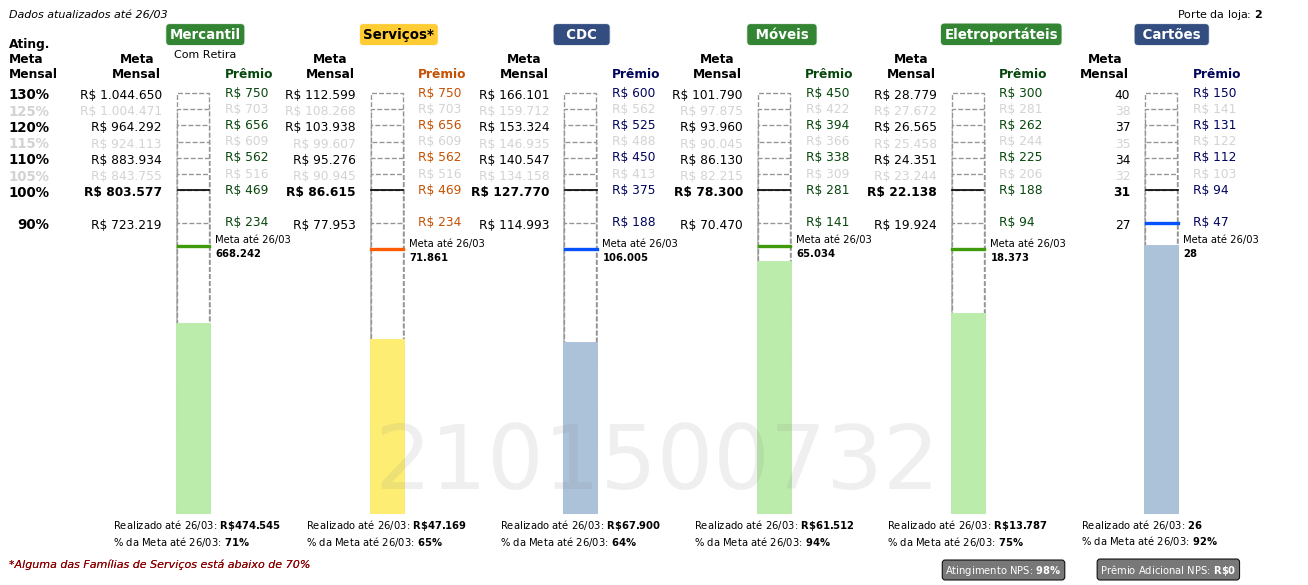 Dados atualizados até 26/03
Porte da loja: 2
Mercantil Serviços* CDC Móveis Eletroportáteis Cartões
Com Retira
Ating. Meta Mensal
Meta Mensal Prêmio Meta Mensal Prêmio Meta Mensal Prêmio Meta Mensal Prêmio Meta Mensal Prêmio Meta Mensal Prêmio
130% R$ 1.044.650 R$ 750 R$ 112.599 R$ 750 R$ 166.101 R$ 600 R$ 101.790 R$ 450 R$ 28.779 R$ 300 40 R$ 150
125% R$ 1.004.471 R$ 703 R$ 108.268 R$ 703 R$ 159.712 R$ 562 R$ 97.875 R$ 422 R$ 27.672 R$ 281 38 R$ 141
120% R$ 964.292 R$ 656 R$ 103.938 R$ 656 R$ 153.324 R$ 525 R$ 93.960 R$ 394 R$ 26.565 R$ 262 37 R$ 131
115% R$ 924.113 R$ 609 R$ 99.607 R$ 609 R$ 146.935 R$ 488 R$ 90.045 R$ 366 R$ 25.458 R$ 244 35 R$ 122
110% R$ 883.934 R$ 562 R$ 95.276 R$ 562 R$ 140.547 R$ 450 R$ 86.130 R$ 338 R$ 24.351 R$ 225 34 R$ 112
105% R$ 843.755 R$ 516 R$ 90.945 R$ 516 R$ 134.158 R$ 413 R$ 82.215 R$ 309 R$ 23.244 R$ 206 32 R$ 103
100% R$ 803.577 R$ 469 R$ 86.615 R$ 469 R$ 127.770 R$ 375 R$ 78.300 R$ 281 R$ 22.138 R$ 188 31 R$ 94
90% R$ 723.219 R$ 234 R$ 77.953 R$ 234 R$ 114.993 R$ 188 R$ 70.470 R$ 141 R$ 19.924 R$ 94 27 R$ 47
Meta até 26/03 Meta até 26/03 Meta até 26/03 Meta até 26/03 Meta até 26/03 Meta até 26/03
668.242 71.861 106.005 65.034 18.373 28
2101500732
Realizado até 26/03: R$474.545 Realizado até 26/03: R$47.169 Realizado até 26/03: R$67.900 Realizado até 26/03: R$61.512 Realizado até 26/03: R$13.787 Realizado até 26/03: 26
% da Meta até 26/03: 71% % da Meta até 26/03: 65% % da Meta até 26/03: 64% % da Meta até 26/03: 94% % da Meta até 26/03: 75% % da Meta até 26/03: 92%
*Alguma das Famílias de Serviços está abaixo de 70%
Atingimento NPS: 98% Prêmio Adicional NPS: R$0